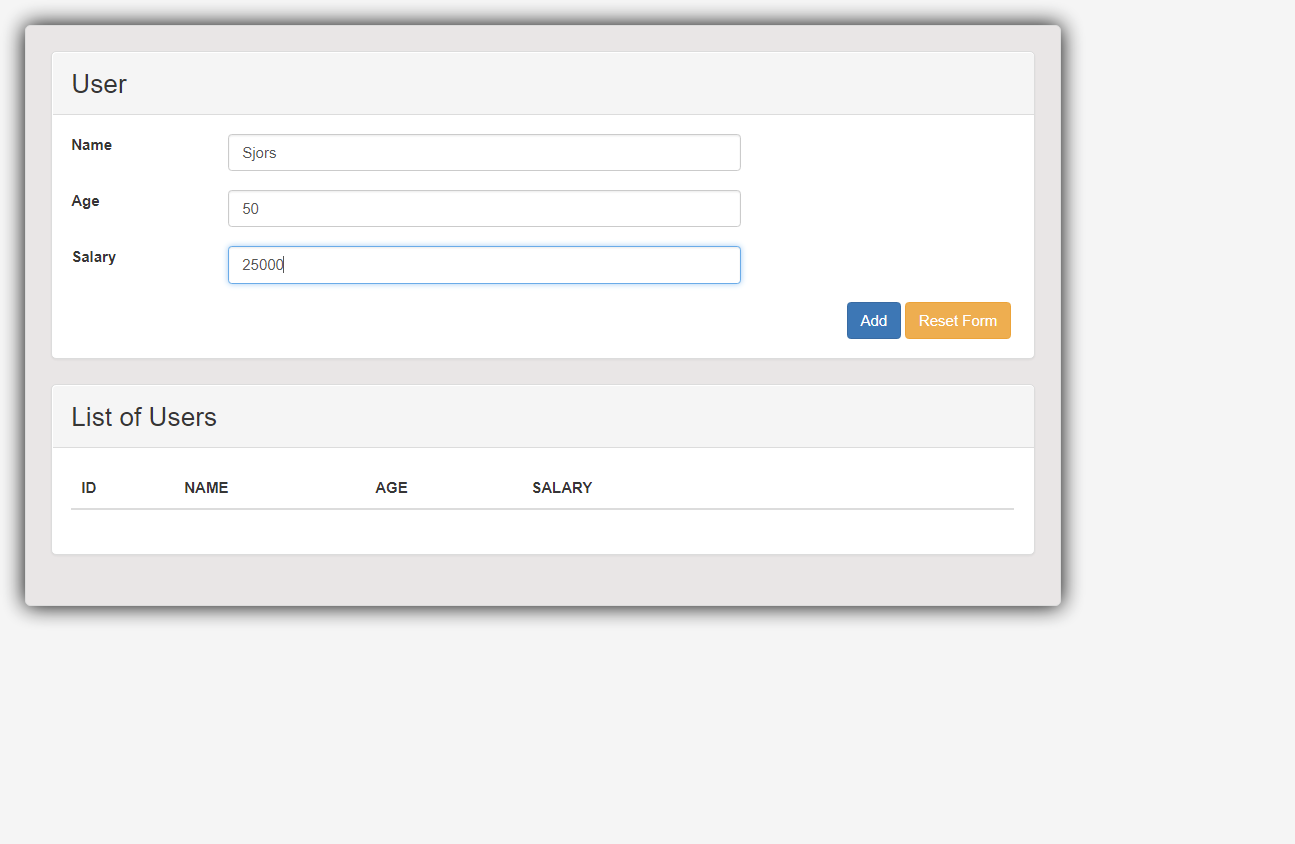 User
Name Sjors
Age 50
Salary 25000
Add Reset Form
List of Users
ID NAME AGE SALARY